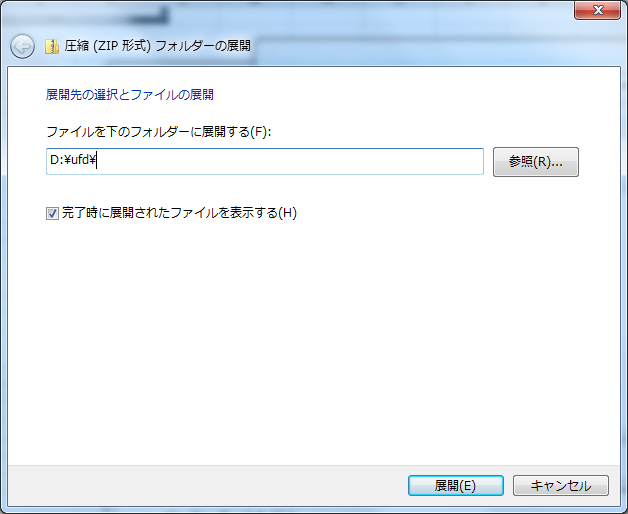 圧縮 (ZIP 形式) フォルダーの展開
展開先の選択とファイルの展開
ファイルを下のフォルダーに展開する(F):
D:¥ufd¥
参照(R)...
完了時に展開されたファイルを表示する(H)
展開(E)
キャンセル